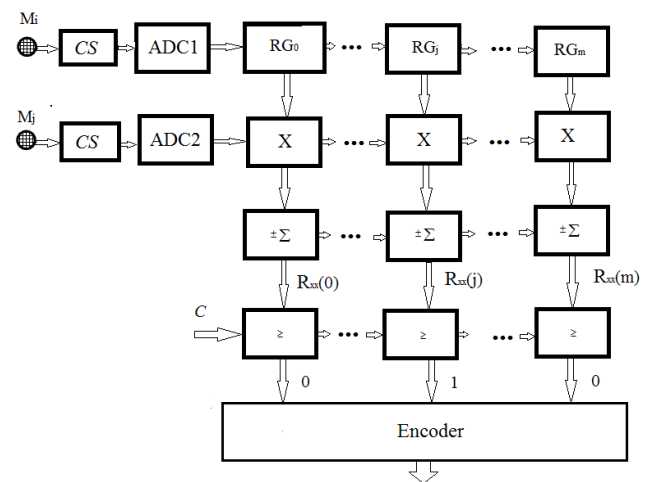 Mi
CS ADC1 RG₀ ••• RGⱼ ••• RGₘ
Mj
CS ADC2 X ••• X ••• X
±Σ ••• ±Σ ••• ±Σ
Rₓₓ(0) Rₓₓ(j) Rₓₓ(m)
C ≥ ••• ≥ ••• ≥
0 1 0
Encoder